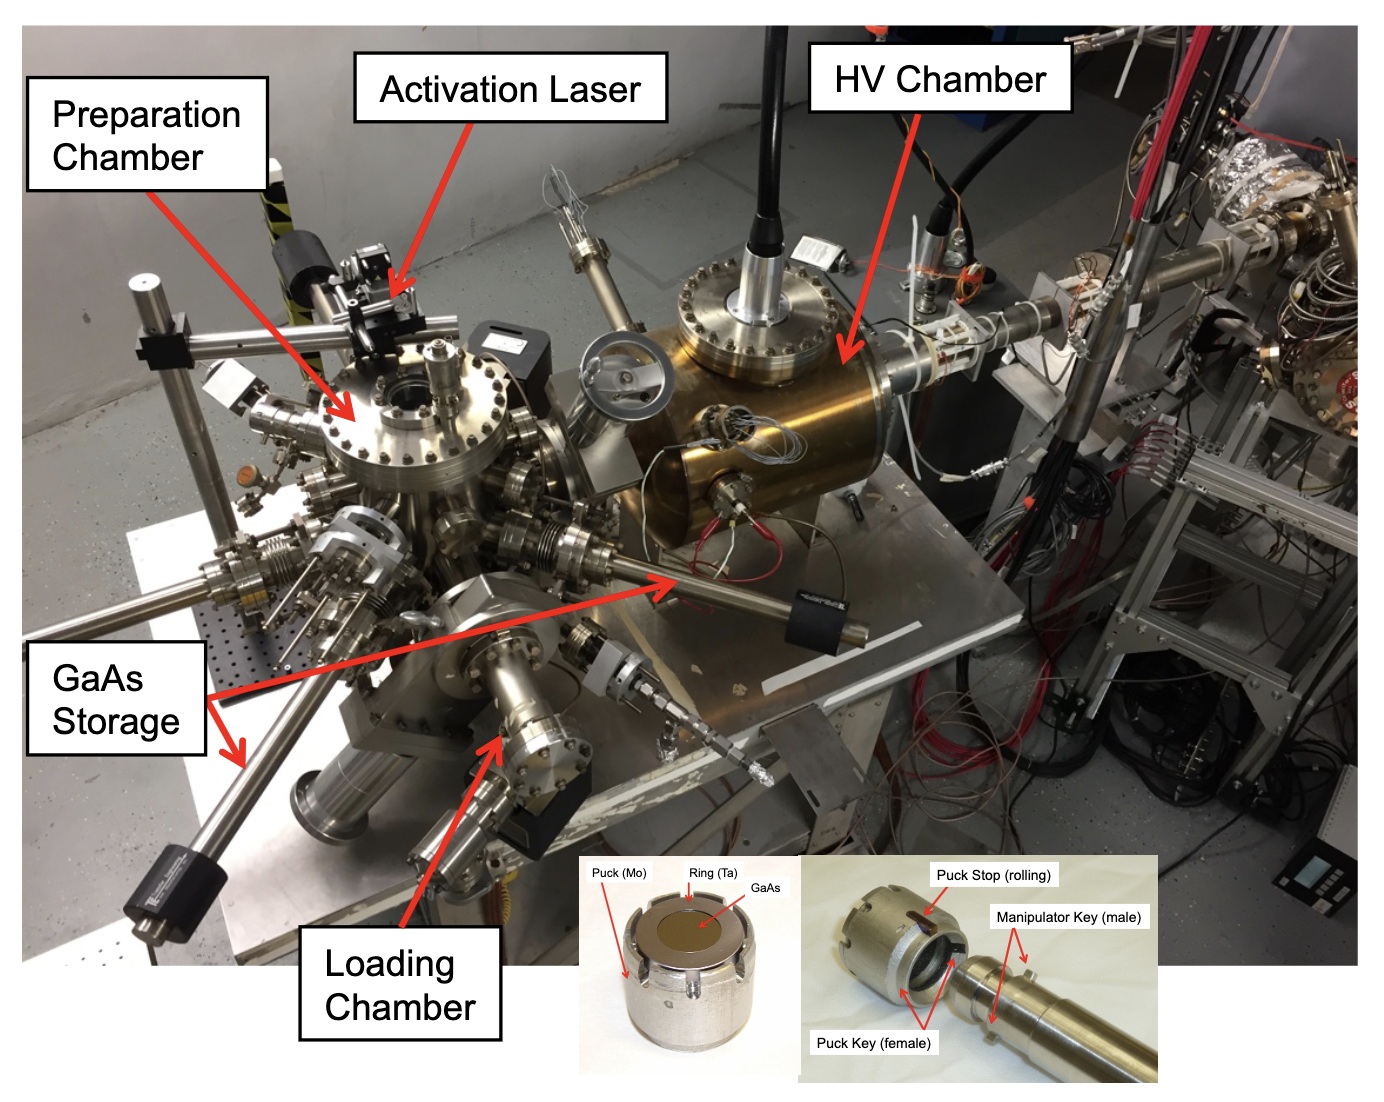 Preparation
Chamber
Activation Laser
HV Chamber
GaAs
Storage
Loading
Chamber
Puck (Mo)
Ring (Ta)
GaAs
Puck Stop (rolling)
Manipulator Key (male)
Puck Key (female)